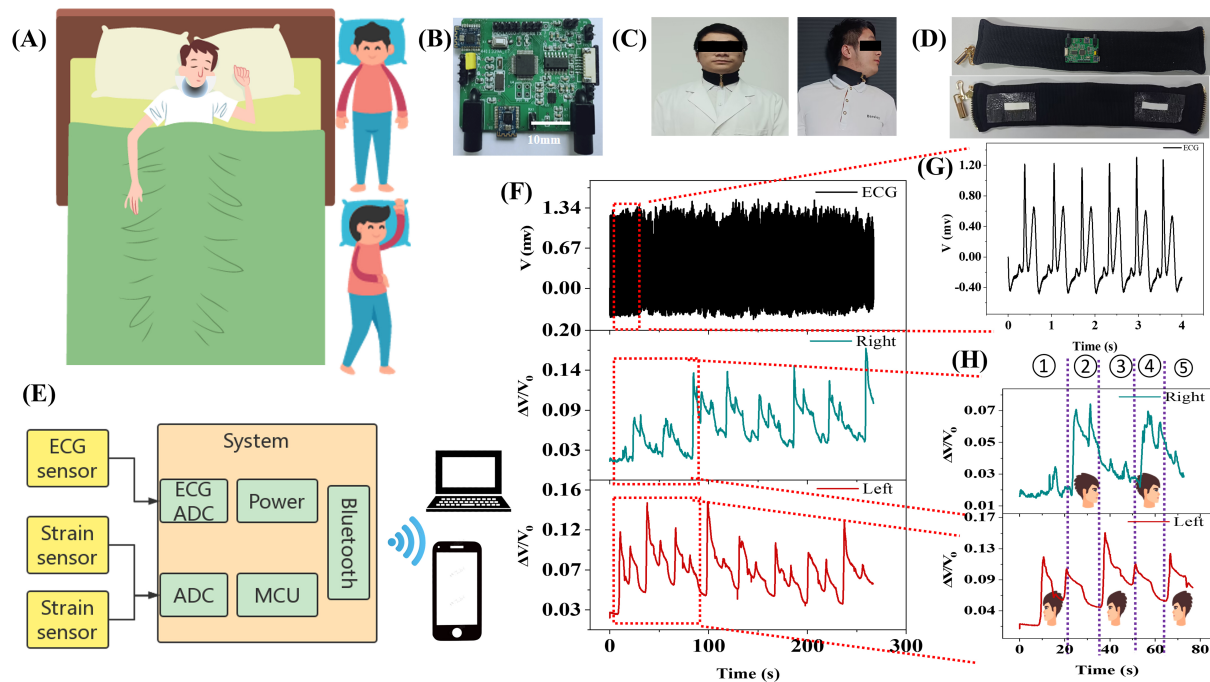 (A)
(B)
10mm
(C)
(D)
(E)
ECG
sensor
Strain
sensor
Strain
sensor
System
ECG
ADC
Power
ADC
MCU
Bluetooth
(F)
ECG
V (mv)
1.34
0.67
0.00
0.20
Right
ΔV/V₀
0.14
0.09
0.03
Left
ΔV/V₀
0.16
0.12
0.07
0.03
0 100 200 300
Time (s)
(G)
ECG
V (mv)
1.20
0.80
0.40
0.00
-0.40
0 1 2 3 4
Time (s)
(H)
① ② ③ ④ ⑤
Right
ΔV/V₀
0.07
0.05
0.03
0.01
Left
ΔV/V₀
0.17
0.13
0.09
0.04
0 20 40 60 80
Time (s)